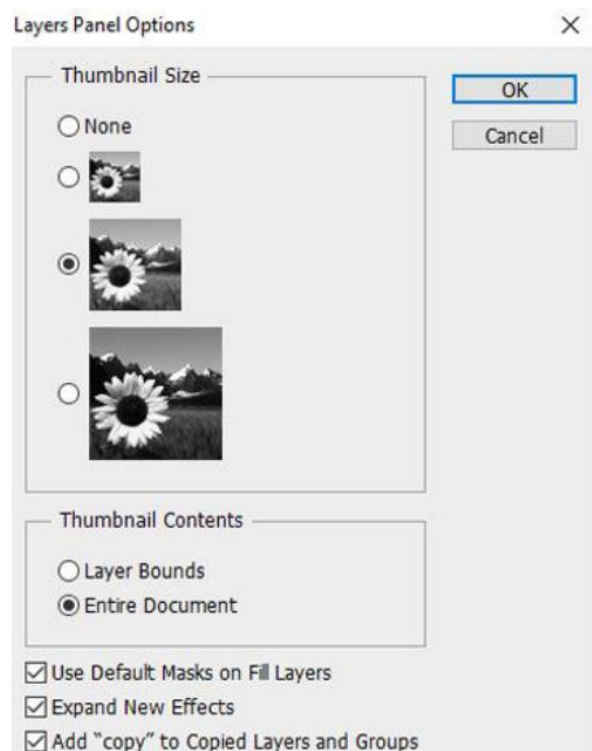 Layers Panel Options
Thumbnail Size
OK
None
Cancel
Thumbnail Contents
Layer Bounds
Entire Document
Use Default Masks on Fill Layers
Expand New Effects
Add "copy" to Copied Layers and Groups